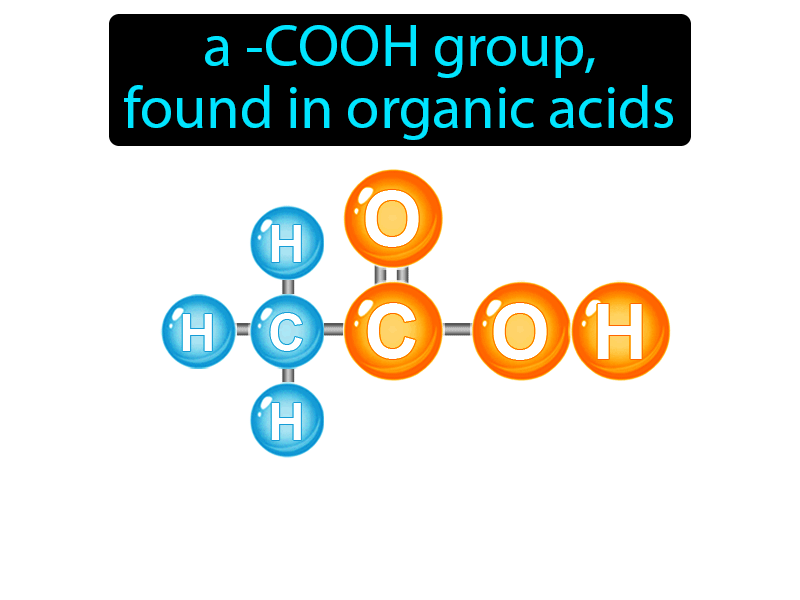 a -COOH group,
found in organic acids
O
H
H C C O H
H